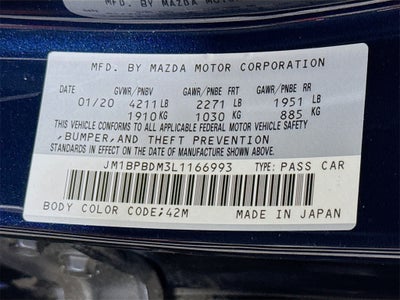 MFD. BY MAZDA MOTOR CORPORATION
DATE GVWR/PNBV GAWR/PNBE FRT GAWR/PNBE RR
01/20 4211 LB 2271 LB 1951 LB
1910 KG 1030 KG 885 KG
THIS VEHICLE CONFORMS TO ALL APPLICABLE FEDERAL MOTOR VEHICLE SAFETY
,BUMPER, AND THEFT PREVENTION
STANDARDS IN EFFECT ON THE DATE OF MANUFACTURE SHOWN ABOVE.
JM1BPBDM3L1166993 TYPE: PASS CAR
BODY COLOR CODE;42M MADE IN JAPAN